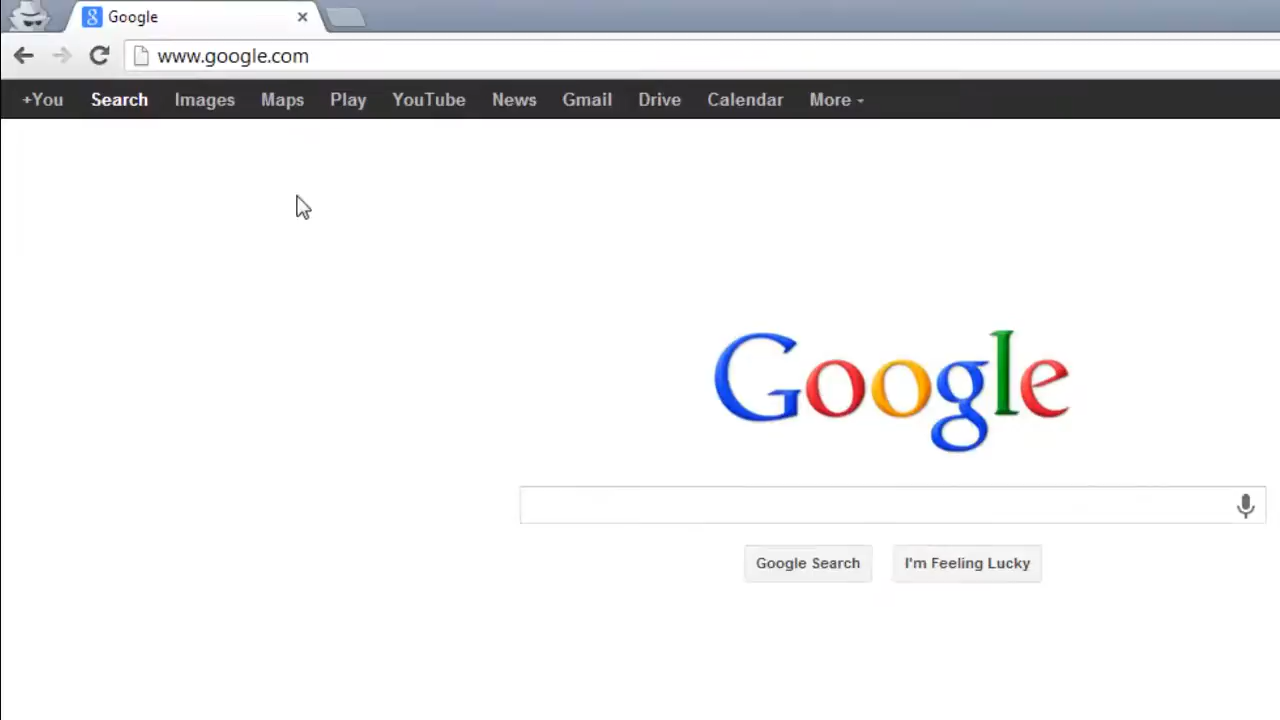 Google
www.google.com
+You Search Images Maps Play YouTube News Gmail Drive Calendar More
Google
Google Search I'm Feeling Lucky